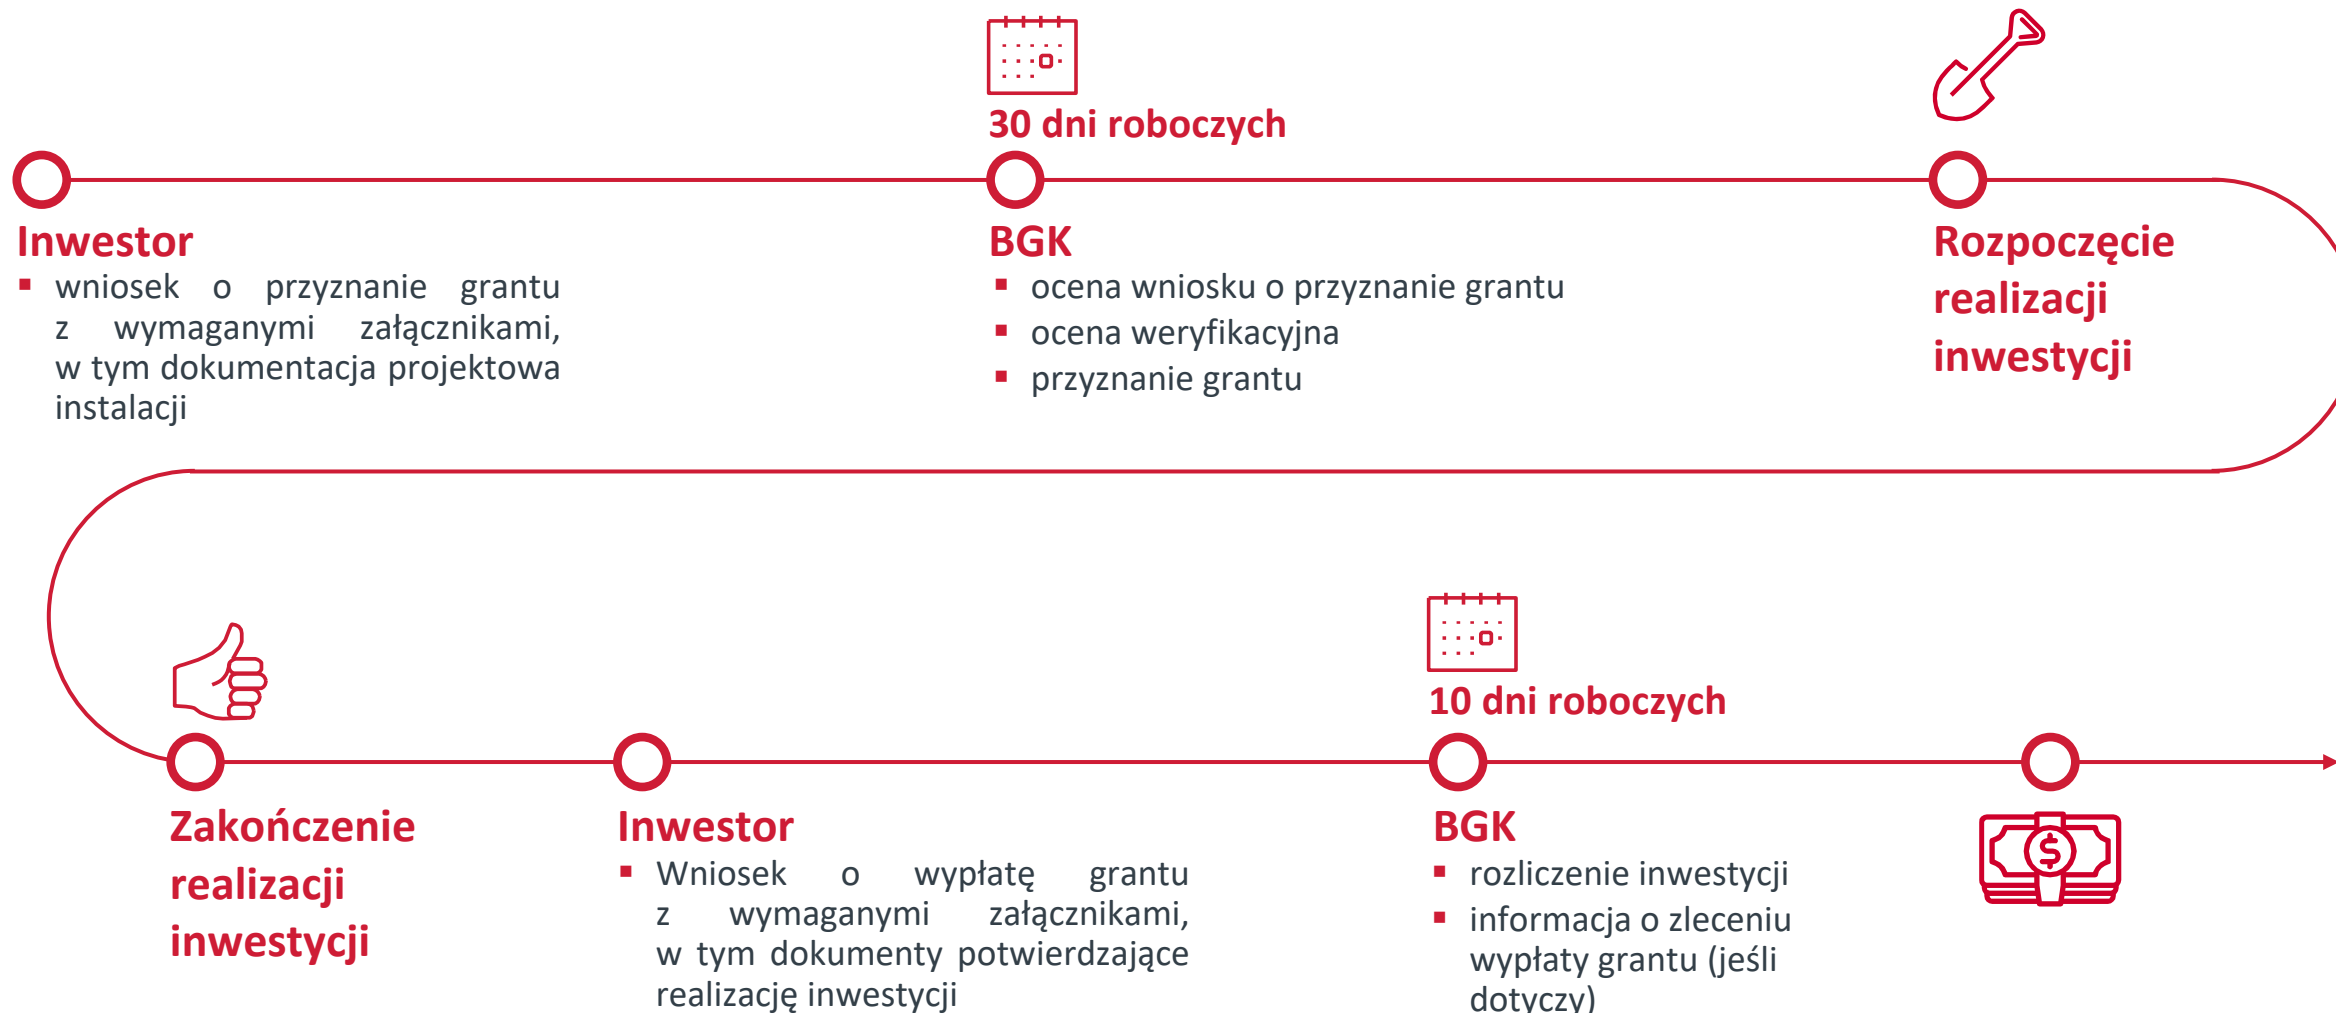 30 dni roboczych
Inwestor
▪ wniosek o przyznanie grantu
z wymaganymi załącznikami,
w tym dokumentacja projektowa
instalacji
BGK
▪ ocena wniosku o przyznanie grantu
▪ ocena weryfikacyjna
▪ przyznanie grantu
Rozpoczęcie
realizacji
inwestycji
Zakończenie
realizacji
inwestycji
Inwestor
▪ Wniosek o wypłatę grantu
z wymaganymi załącznikami,
w tym dokumenty potwierdzające
realizację inwestycji
10 dni roboczych
BGK
▪ rozliczenie inwestycji
▪ informacja o zleceniu
wypłaty grantu (jeśli
dotyczy)
$